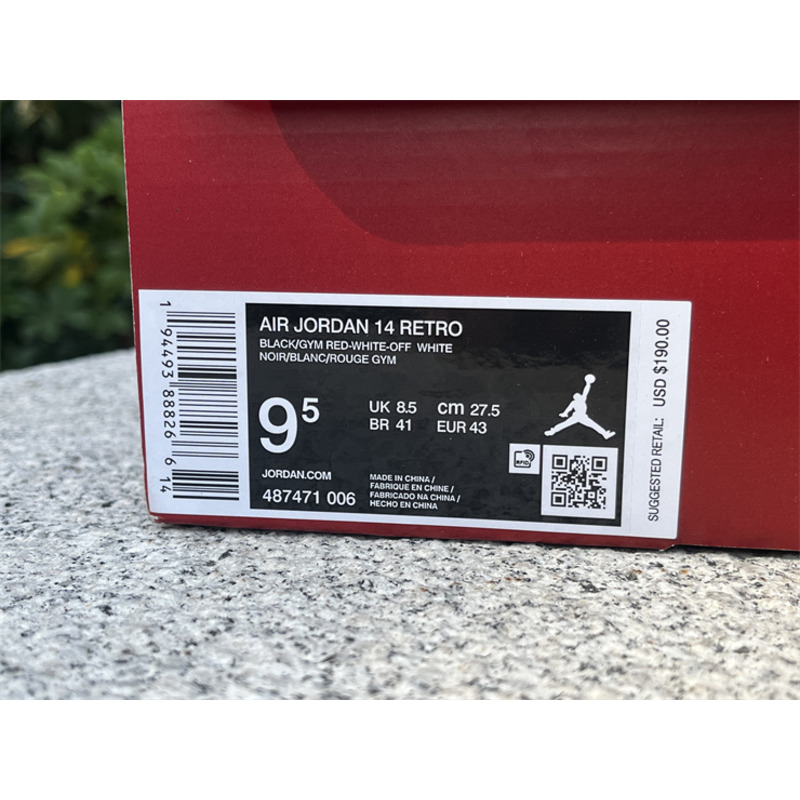 1 94493 88826 6 14
AIR JORDAN 14 RETRO
BLACK/GYM RED-WHITE-OFF WHITE
NOIR/BLANC/ROUGE GYM
9⁵
UK 8.5 cm 27.5
BR 41 EUR 43
JORDAN.COM
487471 006
MADE IN CHINA /
FABRIQUE EN CHINE /
FABRICADO NA CHINA /
HECHO EN CHINA
RFID
SUGGESTED RETAIL: USD $190.00